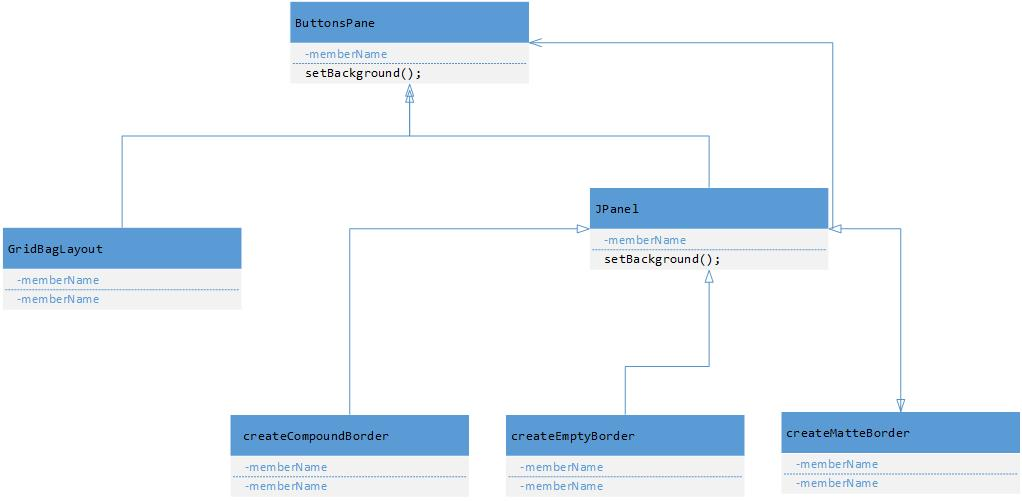 ButtonsPane
-memberName
setBackground();
JPanel
-memberName
setBackground();
GridBagLayout
-memberName
-memberName
createCompoundBorder
-memberName
-memberName
createEmptyBorder
-memberName
-memberName
createMatteBorder
-memberName
-memberName